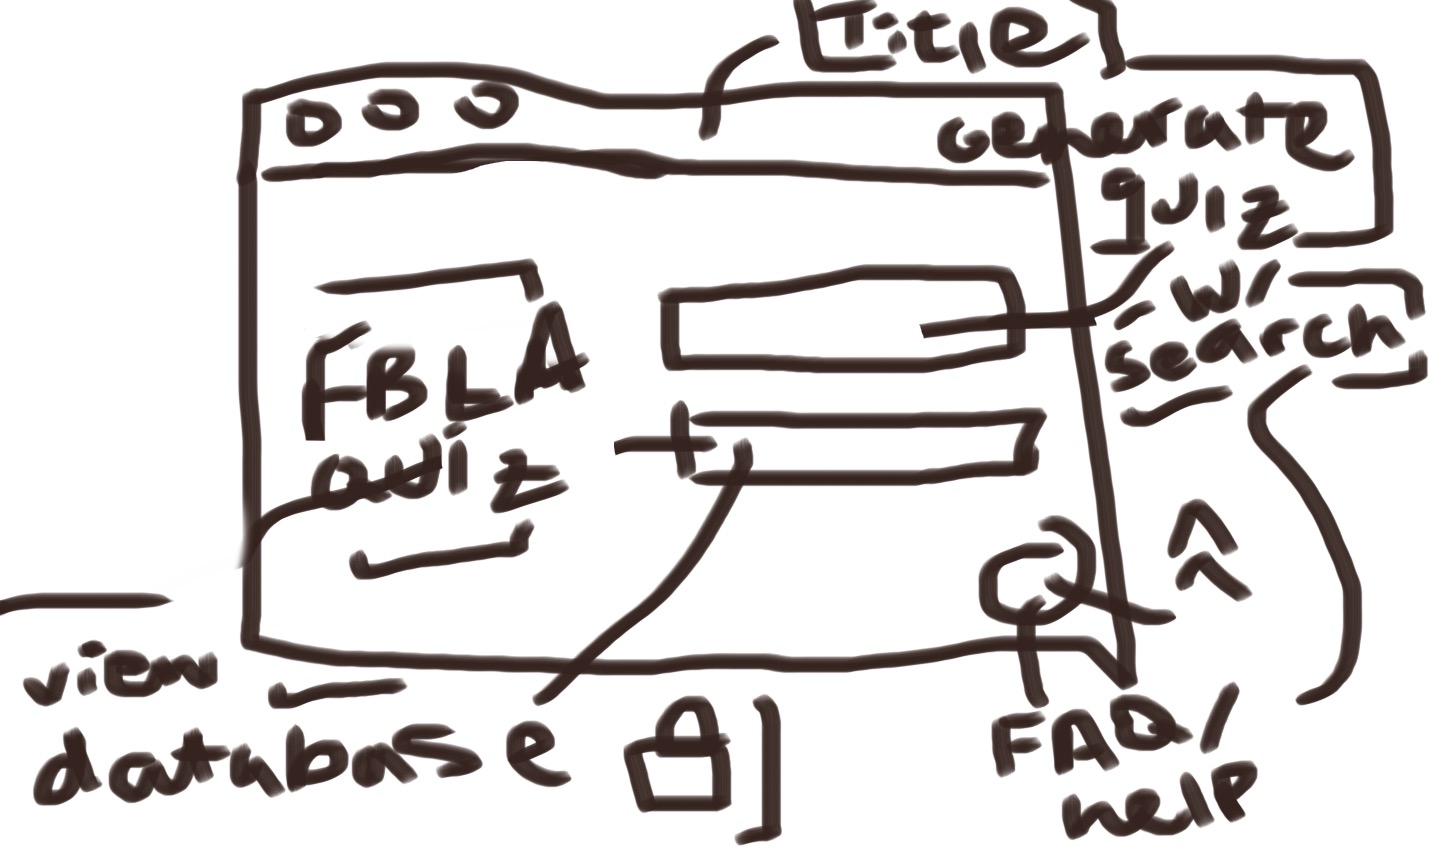 Title
Generate
quiz
- w/
search
FBLA
quiz
view
database
FAQ/
help